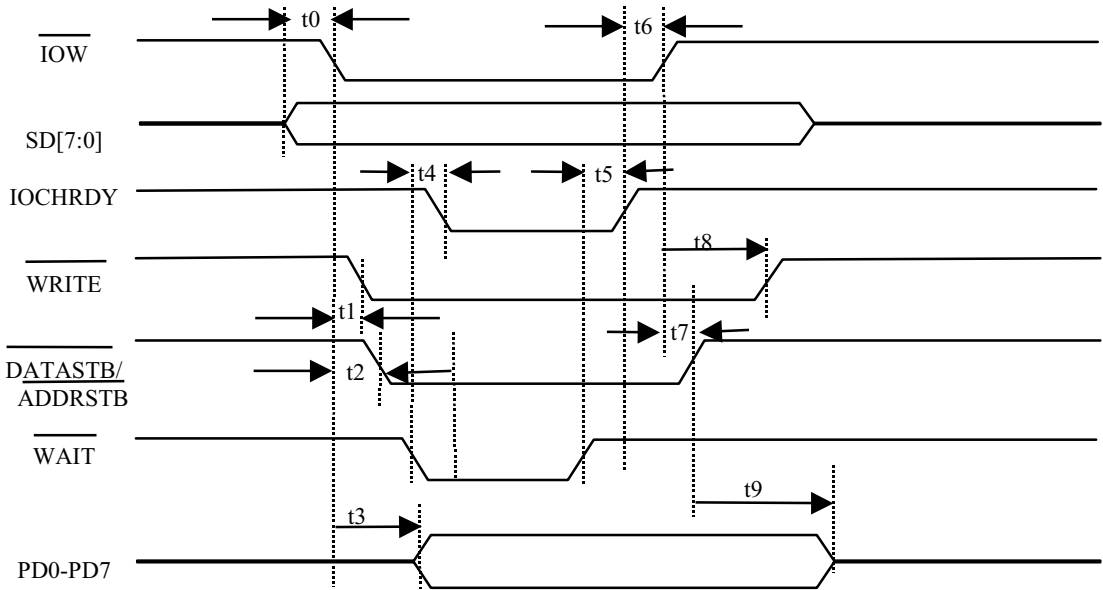 t0
t6
IOW
SD[7:0]
t4
t5
IOCHRDY
t8
WRITE
t1
t7
DATASTB/
ADDRSTB
t2
WAIT
t9
t3
PD0-PD7